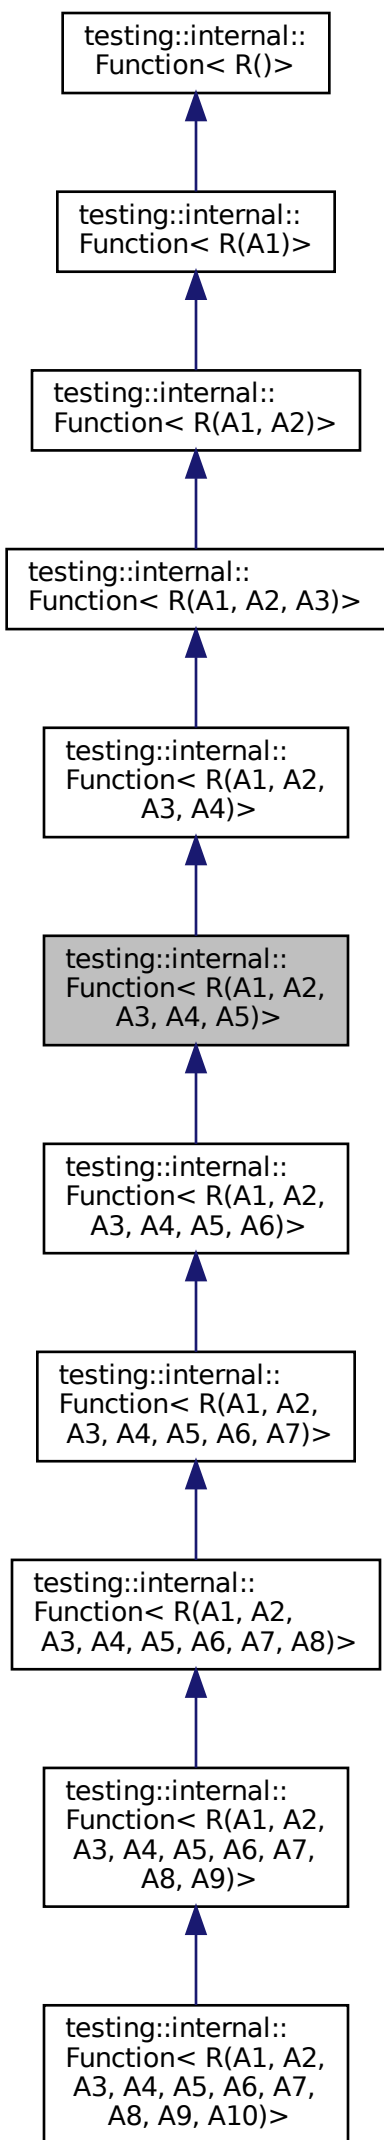 testing::internal::
Function< R()>
testing::internal::
Function< R(A1)>
testing::internal::
Function< R(A1, A2)>
testing::internal::
Function< R(A1, A2, A3)>
testing::internal::
Function< R(A1, A2,
A3, A4)>
testing::internal::
Function< R(A1, A2,
A3, A4, A5)>
testing::internal::
Function< R(A1, A2,
A3, A4, A5, A6)>
testing::internal::
Function< R(A1, A2,
A3, A4, A5, A6, A7)>
testing::internal::
Function< R(A1, A2,
A3, A4, A5, A6, A7, A8)>
testing::internal::
Function< R(A1, A2,
A3, A4, A5, A6, A7,
A8, A9)>
testing::internal::
Function< R(A1, A2,
A3, A4, A5, A6, A7,
A8, A9, A10)>